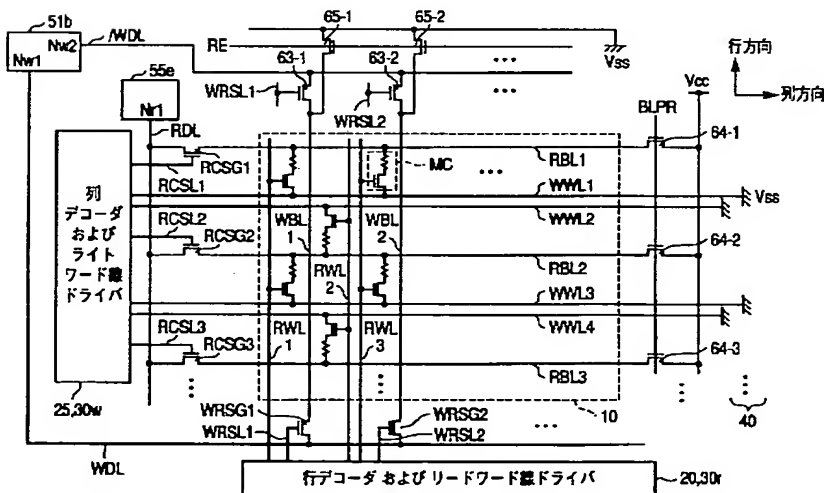 51b
Nw2
Nw1
/WDL
65-1
65-2
RE
Vss
行方向
列方向
55e
Nr1
63-1
63-2
WRSL1
WRSL2
BLPR
Vcc
64-1
RDL
RCSG1
RCSL1
MC
RBL1
WWL1
Vss
WWL2
列
デコーダ
および
ライト
ワード線
ドライバ
RCSL2
RCSG2
WBL
1
RWL
2
WBL
2
RBL2
64-2
WWL3
WWL4
RCSL3
RCSG3
RWL
1
RWL
3
RBL3
64-3
25,30w
10
40
WRSG1
WRSL1
WRSG2
WRSL2
WDL
行デコーダ および リードワード線ドライバ
20,30r